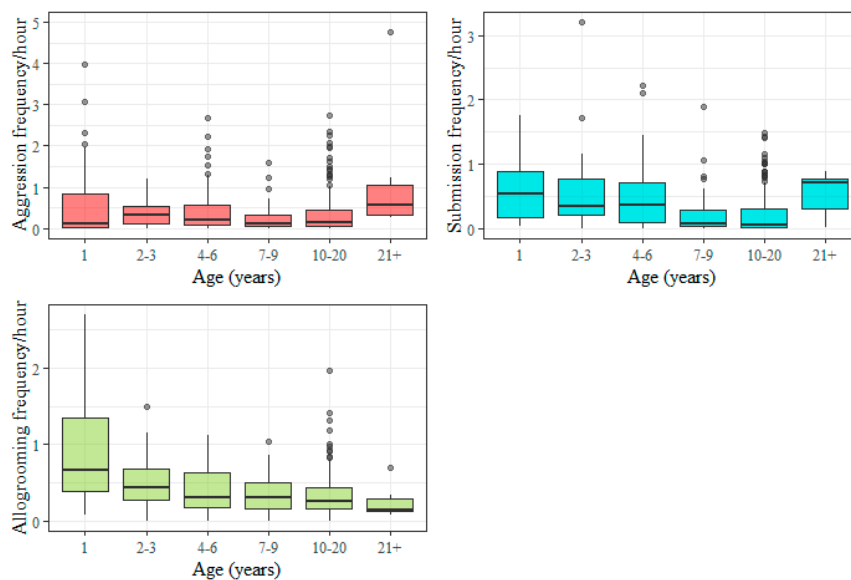 Aggression frequency/hour
5
4
3
2
1
0
1 2-3 4-6 7-9 10-20 21+
Age (years)
Submission frequency/hour
3
2
1
0
1 2-3 4-6 7-9 10-20 21+
Age (years)
Allogrooming frequency/hour
2
1
0
1 2-3 4-6 7-9 10-20 21+
Age (years)